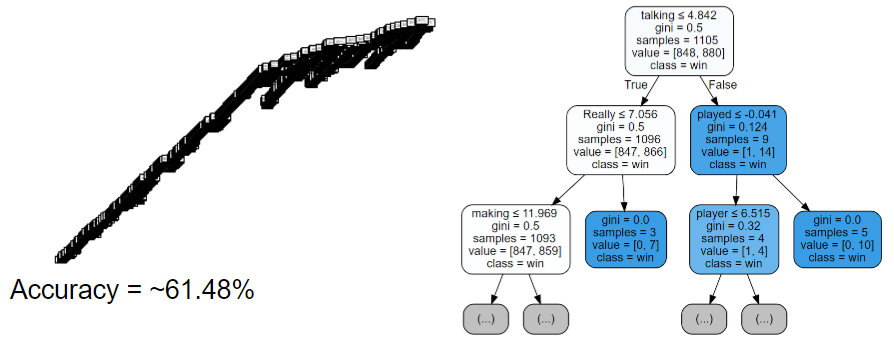 Accuracy = ~61.48%
talking ≤ 4.842
gini = 0.5
samples = 1105
value = [848, 880]
class = win
True
False
Really ≤ 7.056
gini = 0.5
samples = 1096
value = [847, 866]
class = win
played ≤ -0.041
gini = 0.124
samples = 9
value = [1, 14]
class = win
making ≤ 11.969
gini = 0.5
samples = 1093
value = [847, 859]
class = win
gini = 0.0
samples = 3
value = [0, 7]
class = win
player ≤ 6.515
gini = 0.32
samples = 4
value = [1, 4]
class = win
gini = 0.0
samples = 5
value = [0, 10]
class = win
(...)
(...)
(...)
(...)